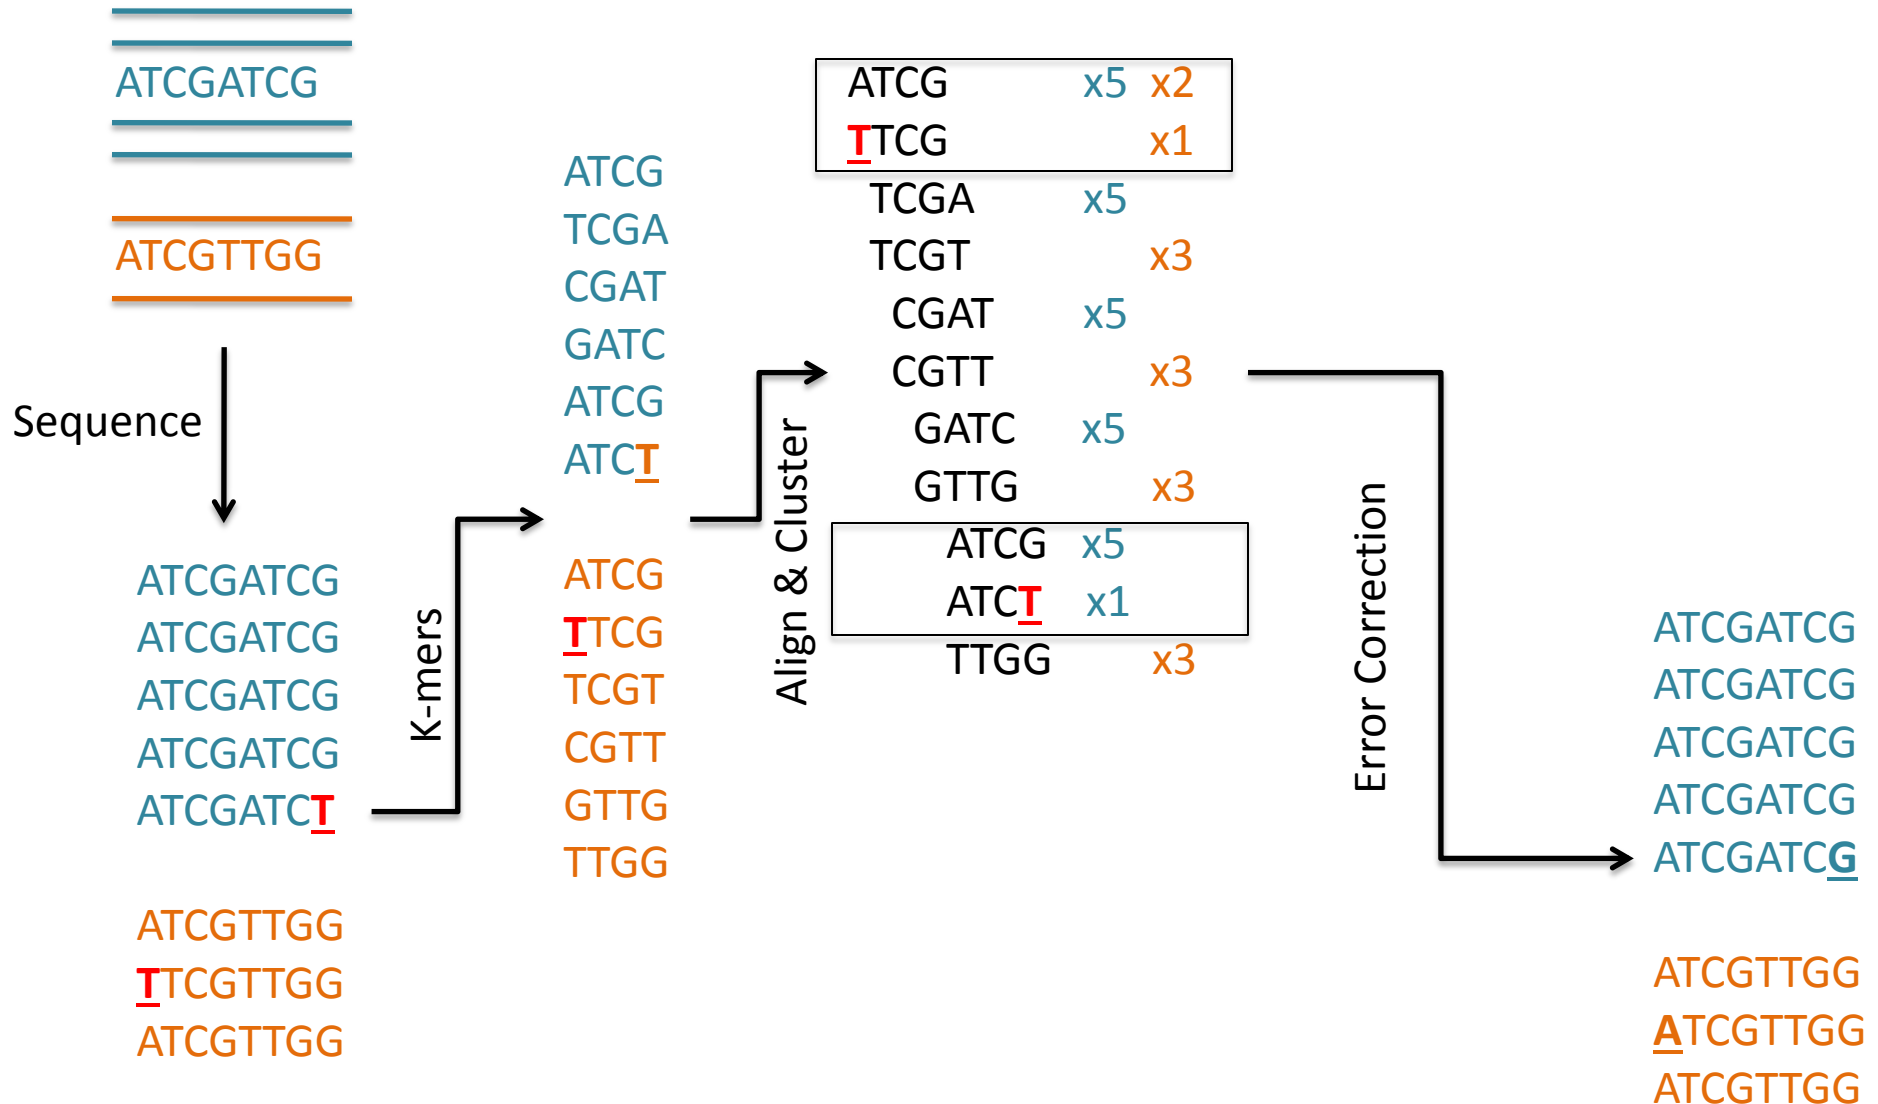 ATCGATCG
ATCGTTGG
Sequence
ATCGATCG
ATCGATCG
ATCGATCG
ATCGATCG
ATCGATCT
ATCGTTGG
TTCGTTGG
ATCGTTGG
K-mers
ATCG
TCGA
CGAT
GATC
ATCG
ATCT
ATCG
TTCG
TCGT
CGTT
GTTG
TTGG
Align & Cluster
ATCG x5 x2
TTCG x1
TCGA x5
TCGT x3
CGAT x5
CGTT x3
GATC x5
GTTG x3
ATCG x5
ATCT x1
TTGG x3
Error Correction
ATCGATCG
ATCGATCG
ATCGATCG
ATCGATCG
ATCGATCG
ATCGTTGG
ATCGTTGG
ATCGTTGG